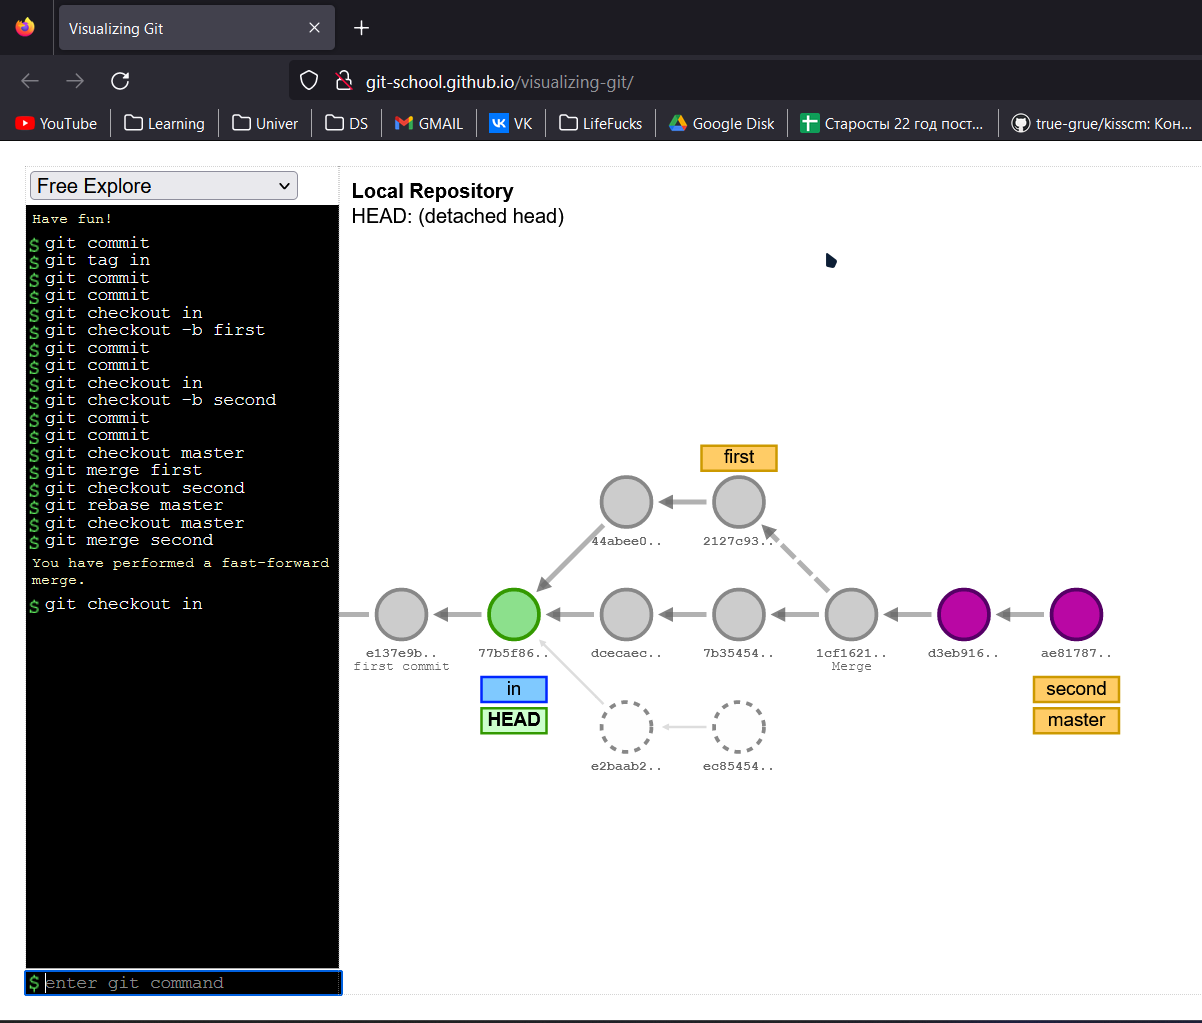 Visualizing Git
git-school.github.io/visualizing-git/
YouTube Learning Univer DS GMAIL VK LifeFucks Google Disk Старосты 22 год пост... true-grue/kisscm: Кон...
Free Explore
Have fun!
$ git commit
$ git tag in
$ git commit
$ git commit
$ git checkout in
$ git checkout -b first
$ git commit
$ git commit
$ git checkout in
$ git checkout -b second
$ git commit
$ git commit
$ git checkout master
$ git merge first
$ git checkout second
$ git rebase master
$ git checkout master
$ git merge second
You have performed a fast-forward
merge.
$ git checkout in
$ enter git command
Local Repository
HEAD: (detached head)
first
44abee0.. 2127c93..
e137e9b.. 77b5f86.. dcecaec.. 7b35454.. 1cf1621.. d3eb916.. ae81787..
first commit Merge
in second
HEAD master
e2baab2.. ec85454..